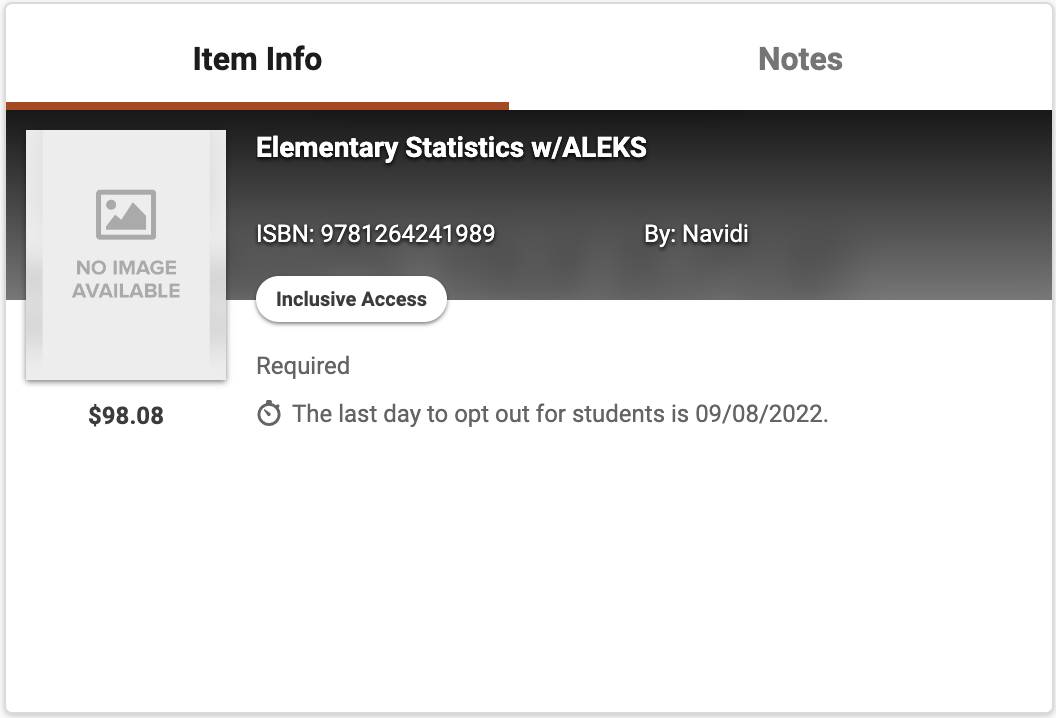 Item Info
Notes
Elementary Statistics w/ALEKS
ISBN: 9781264241989
By: Navidi
NO IMAGE
AVAILABLE
Inclusive Access
Required
$98.08
The last day to opt out for students is 09/08/2022.